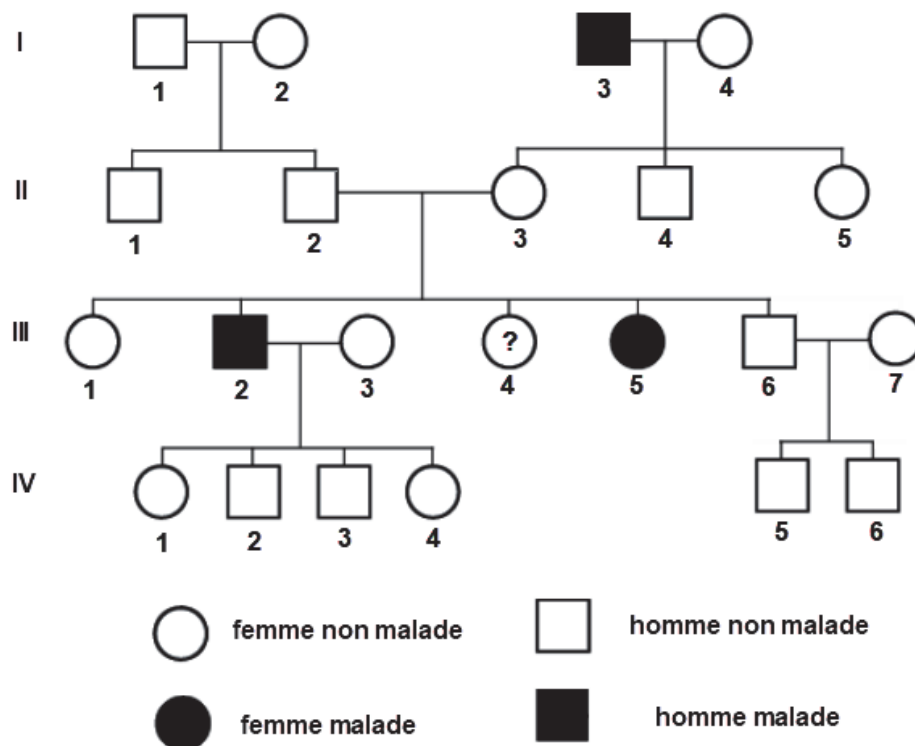 I
1 2 3 4
II
1 2 3 4 5
III
?
1 2 3 4 5 6 7
IV
1 2 3 4 5 6
femme non malade
homme non malade
femme malade
homme malade